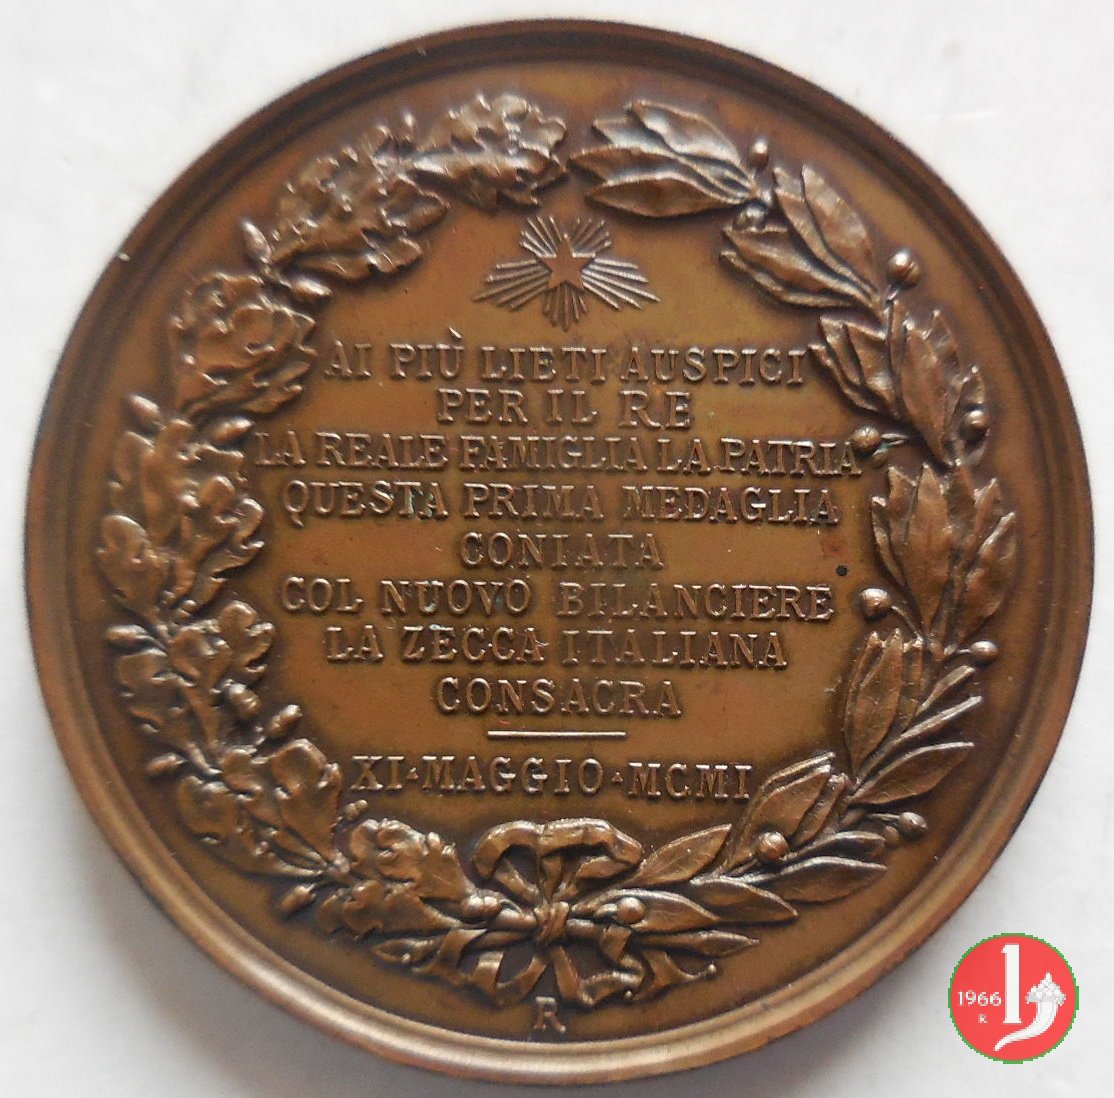 AI PIÙ LIETI AUSPICI
PER IL RE
LA REALE FAMIGLIA LA PATRIA
QUESTA PRIMA MEDAGLIA
CONIATA
COL NUOVO BILANCIERE
LA ZECCA ITALIANA
CONSACRA
XI·MAGGIO·MCMI
R
1966
R